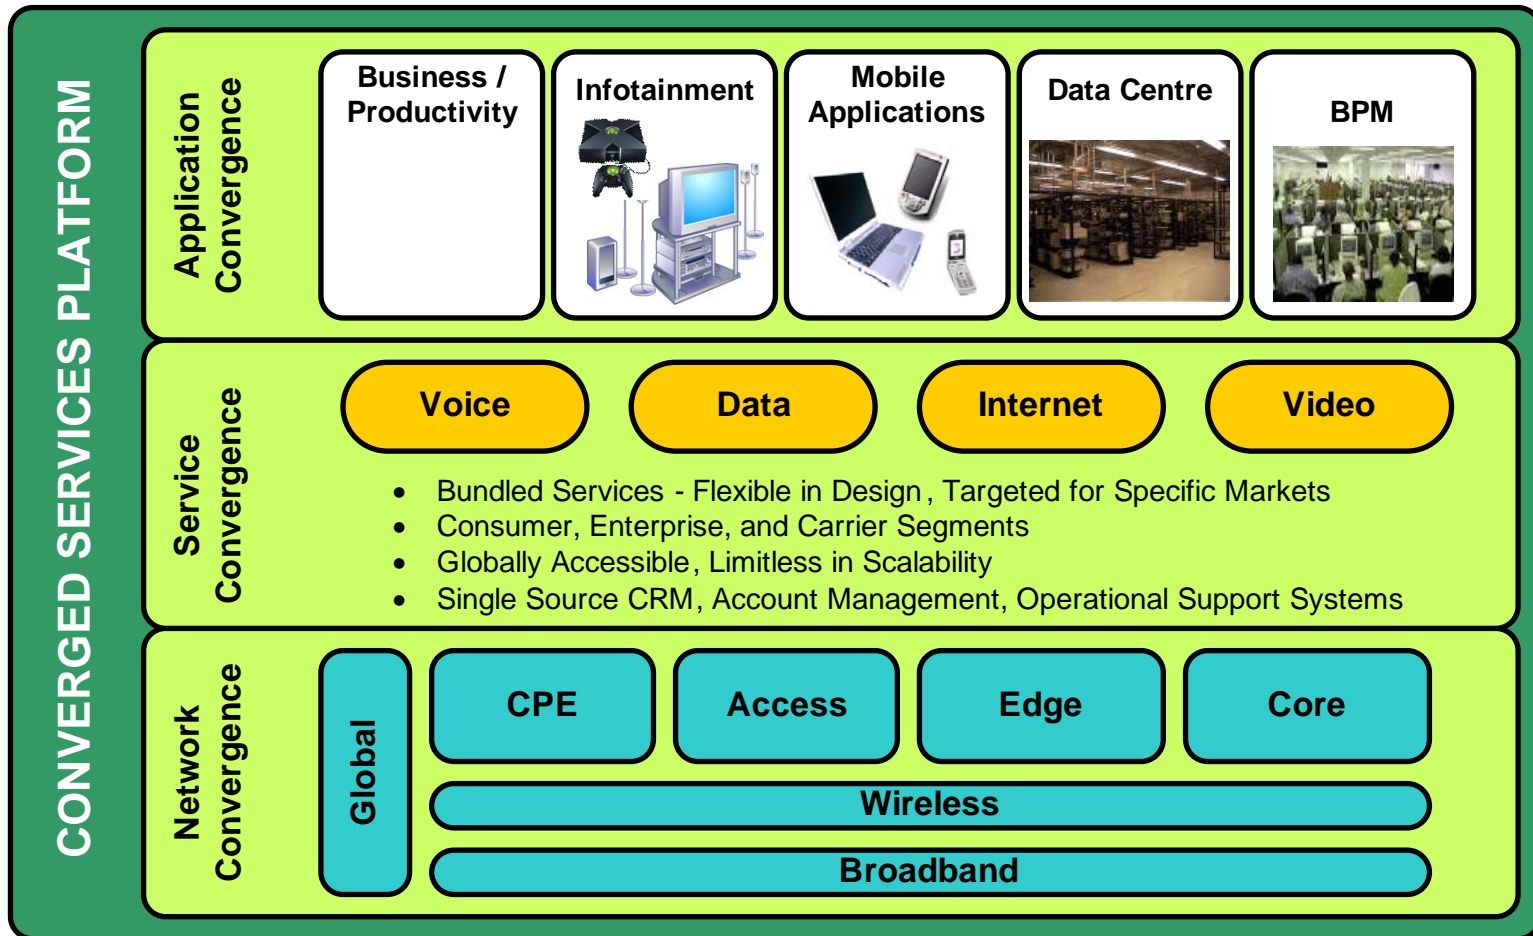 CONVERGED SERVICES PLATFORM
Application
Convergence
Business /
Productivity
Infotainment
Mobile
Applications
Data Centre
BPM
Service
Convergence
Voice
Data
Internet
Video
• Bundled Services - Flexible in Design, Targeted for Specific Markets
• Consumer, Enterprise, and Carrier Segments
• Globally Accessible, Limitless in Scalability
• Single Source CRM, Account Management, Operational Support Systems
Network
Convergence
Global
CPE
Access
Edge
Core
Wireless
Broadband